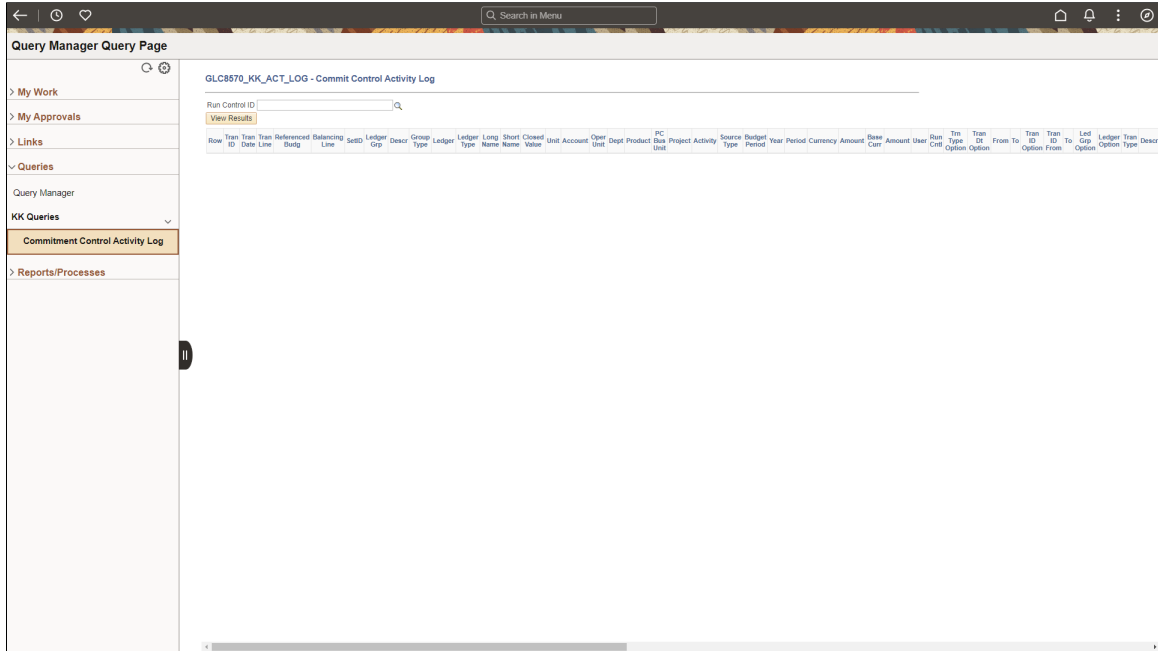 Search in Menu
Query Manager Query Page
My Work
My Approvals
Links
Queries
Query Manager
KK Queries
Commitment Control Activity Log
Reports/Processes
GLC8570_KK_ACT_LOG - Commit Control Activity Log
Run Control ID
View Results
Row Tran ID Tran Date Tran Line Referenced Budg Balancing Line SetID Ledger Grp Descr Group Type Ledger Ledger Type Long Name Short Name Closed Value Unit Account Oper Unit Dept Product PC Bus Unit Project Activity Source Type Budget Period Year Period Currency Amount Base Curr Amount User Run Cntl Trn Type Option Tran Dt Option From To Tran ID Option Tran ID From To Led Grp Option Ledger Option Tran Type Descr